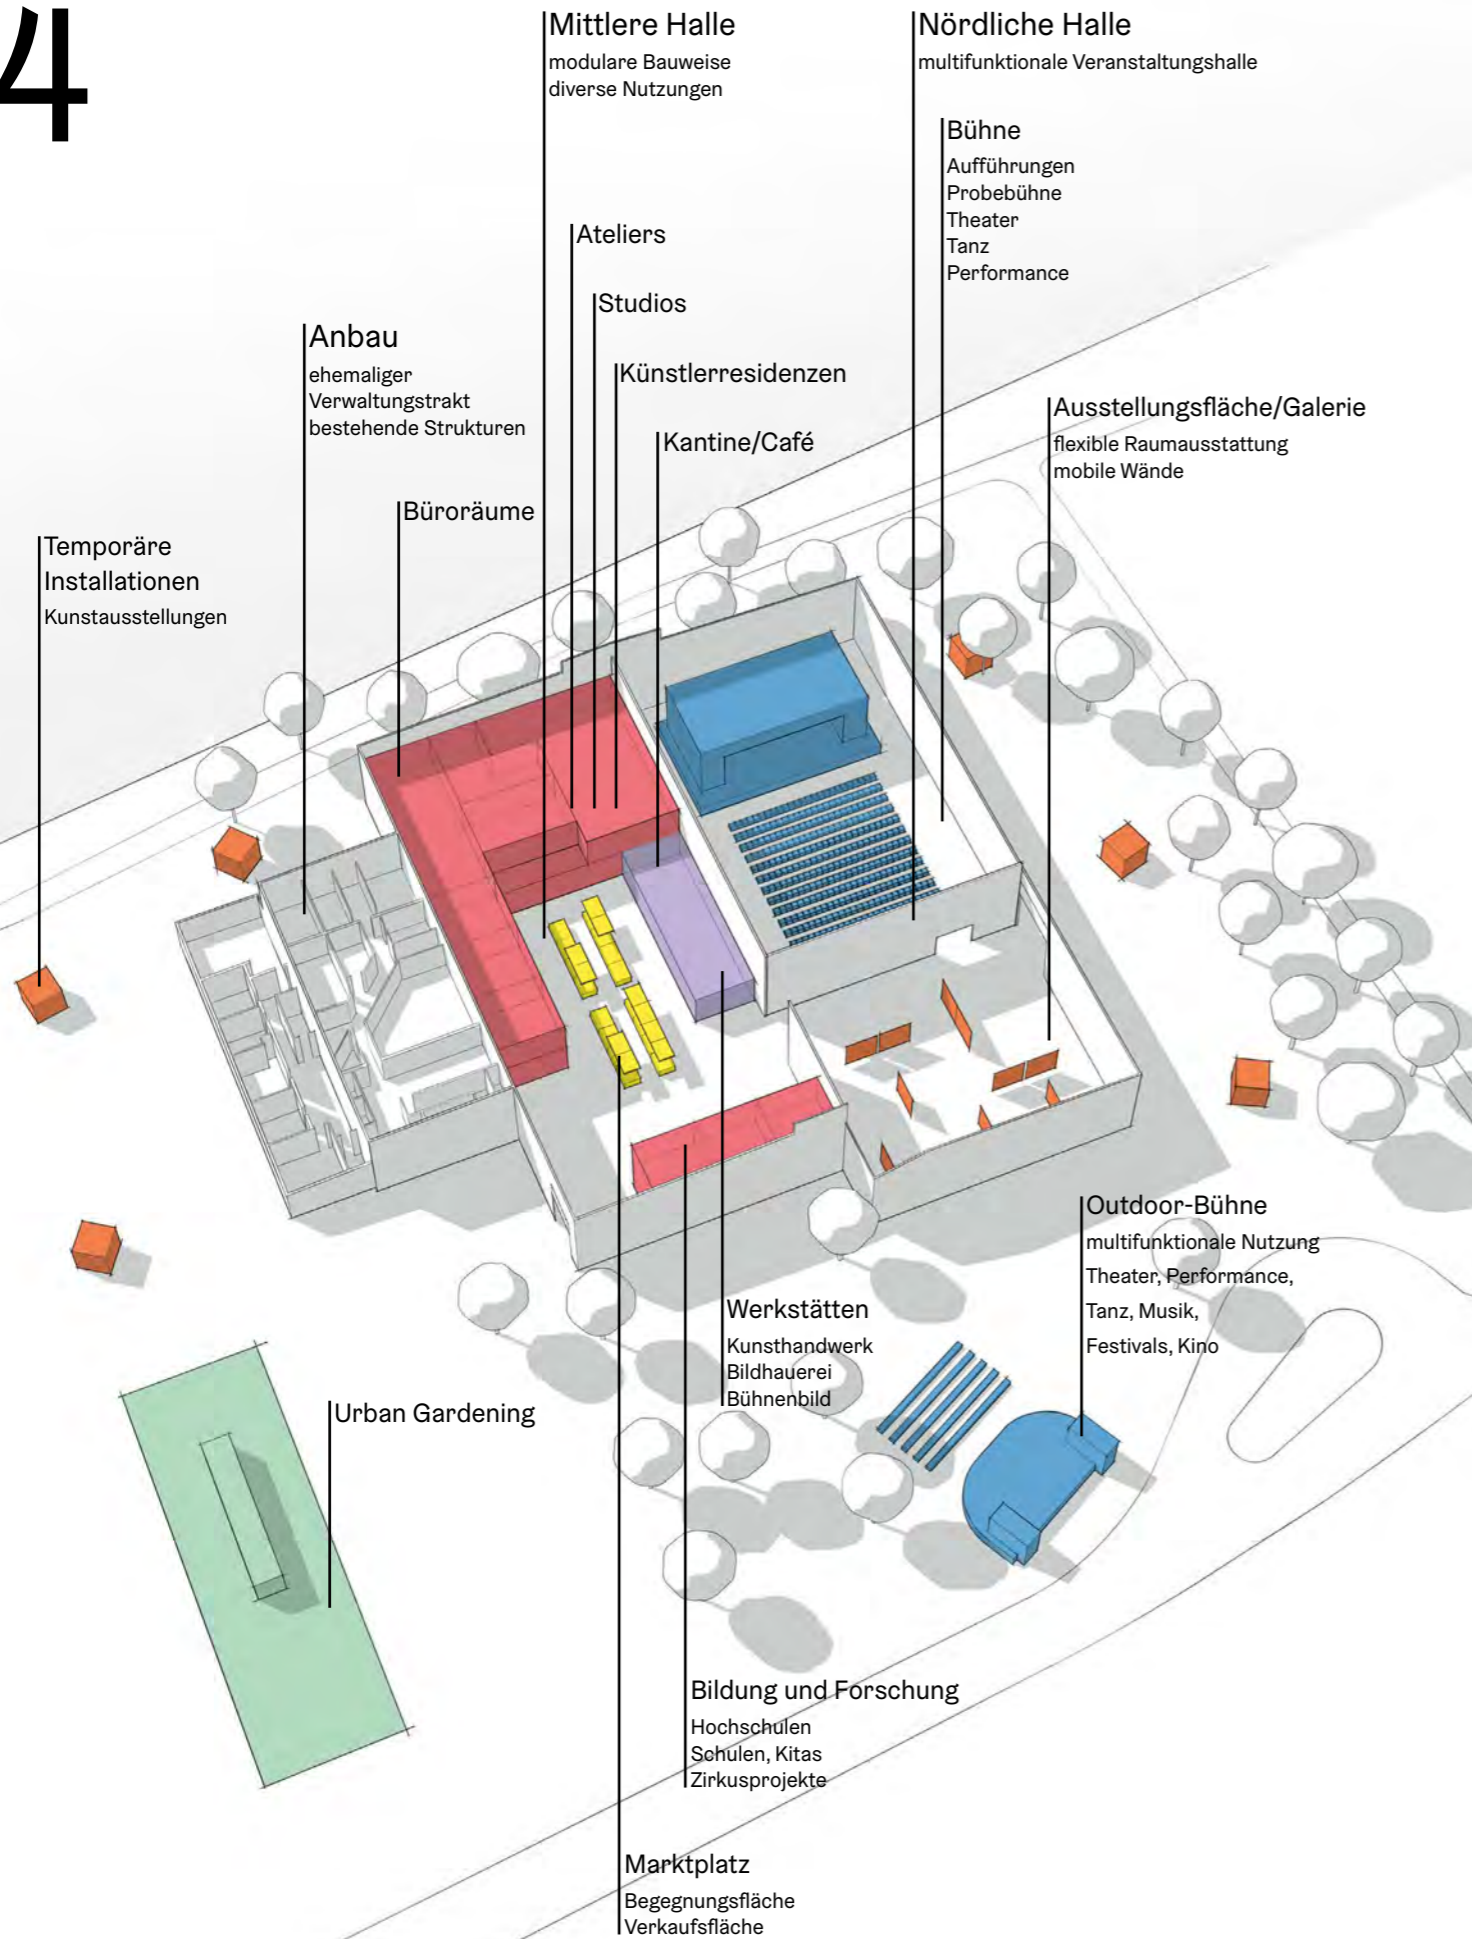 4
Mittlere Halle
modulare Bauweise
diverse Nutzungen
Nördliche Halle
multifunktionale Veranstaltungshalle
Bühne
Aufführungen
Probebühne
Theater
Tanz
Performance
Ateliers
Studios
Künstlerresidenzen
Kantine/Café
Anbau
ehemaliger
Verwaltungstrakt
bestehende Strukturen
Ausstellungsfläche/Galerie
flexible Raumausstattung
mobile Wände
Büroräume
Temporäre
Installationen
Kunstausstellungen
Outdoor-Bühne
multifunktionale Nutzung
Theater, Performance,
Tanz, Musik,
Festivals, Kino
Werkstätten
Kunsthandwerk
Bildhauerei
Bühnenbild
Urban Gardening
Bildung und Forschung
Hochschulen
Schulen, Kitas
Zirkusprojekte
Marktplatz
Begegnungsfläche
Verkaufsfläche